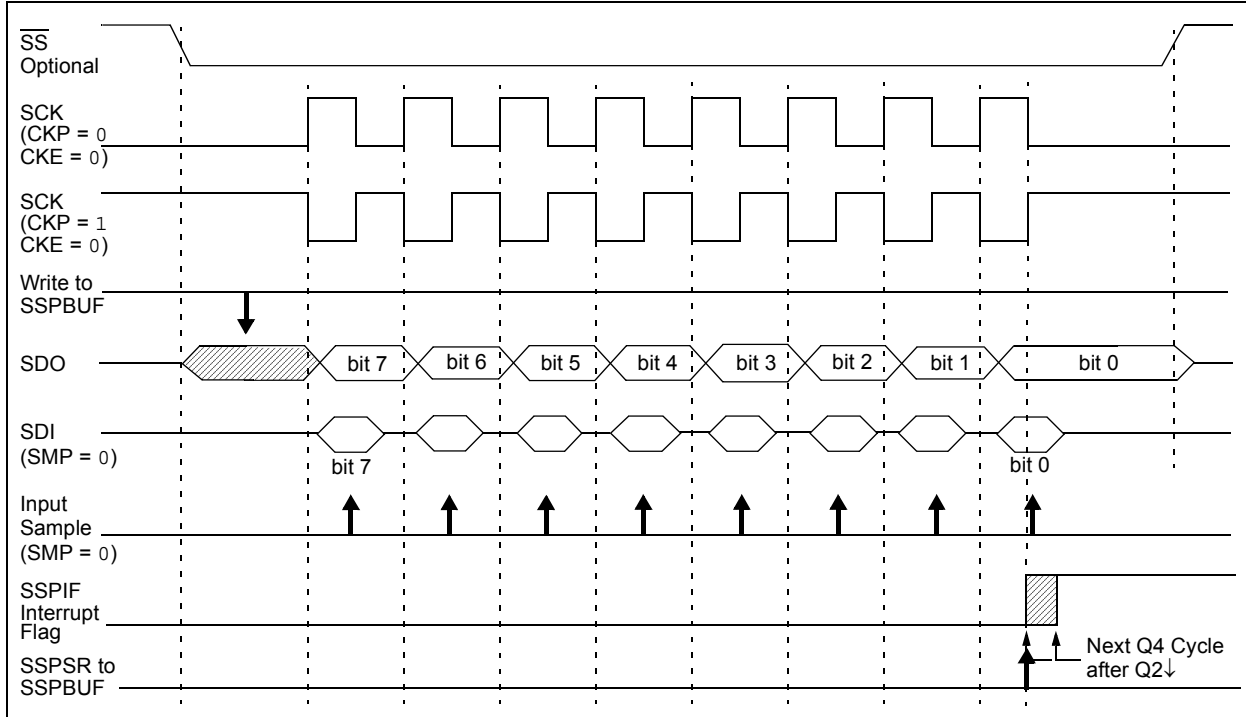 SS
Optional
SCK
(CKP = 0
CKE = 0)
SCK
(CKP = 1
CKE = 0)
Write to
SSPBUF
SDO
bit 7
bit 6
bit 5
bit 4
bit 3
bit 2
bit 1
bit 0
SDI
(SMP = 0)
bit 7
bit 0
Input
Sample
(SMP = 0)
SSPIF
Interrupt
Flag
Next Q4 Cycle
after Q2↓
SSPSR to
SSPBUF